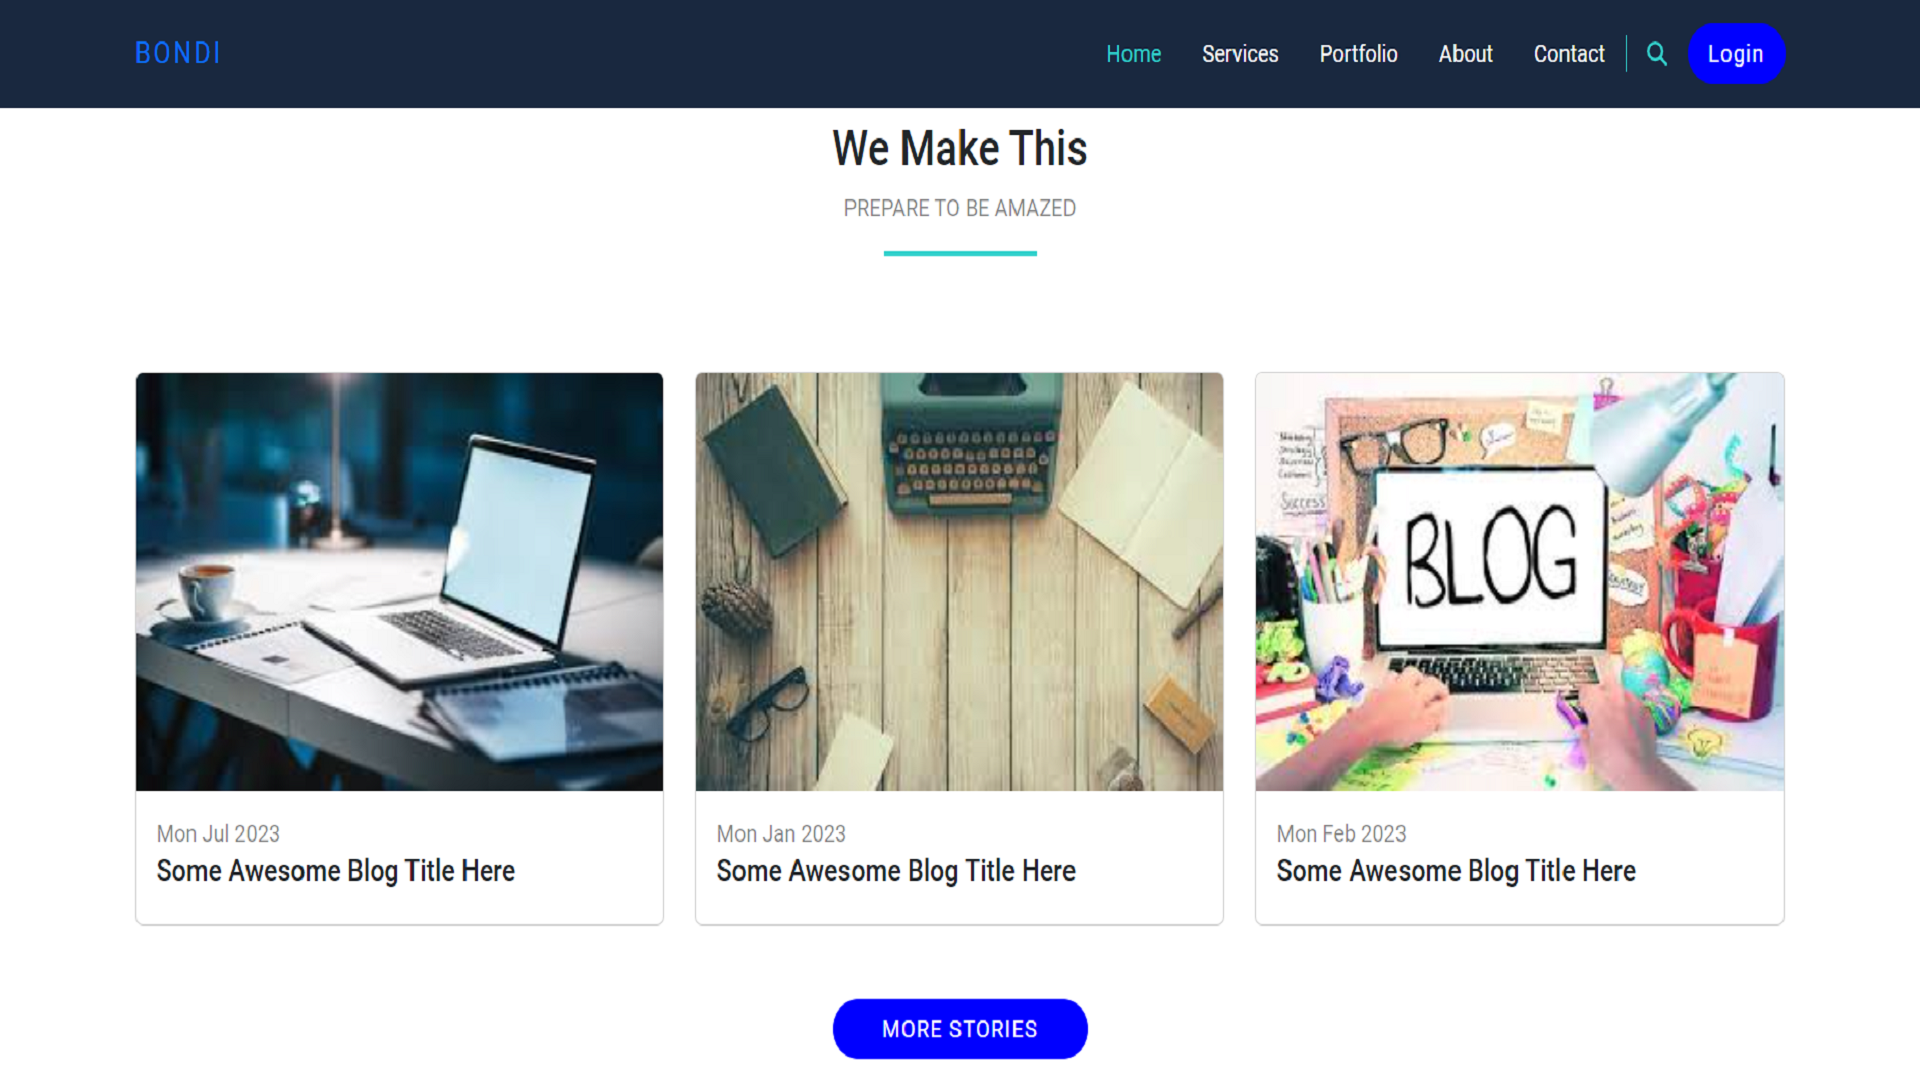 BONDI
Home Services Portfolio About Contact Login
We Make This
PREPARE TO BE AMAZED
Success
BLOG
Mon Jul 2023
Some Awesome Blog Title Here
Mon Jan 2023
Some Awesome Blog Title Here
Mon Feb 2023
Some Awesome Blog Title Here
MORE STORIES